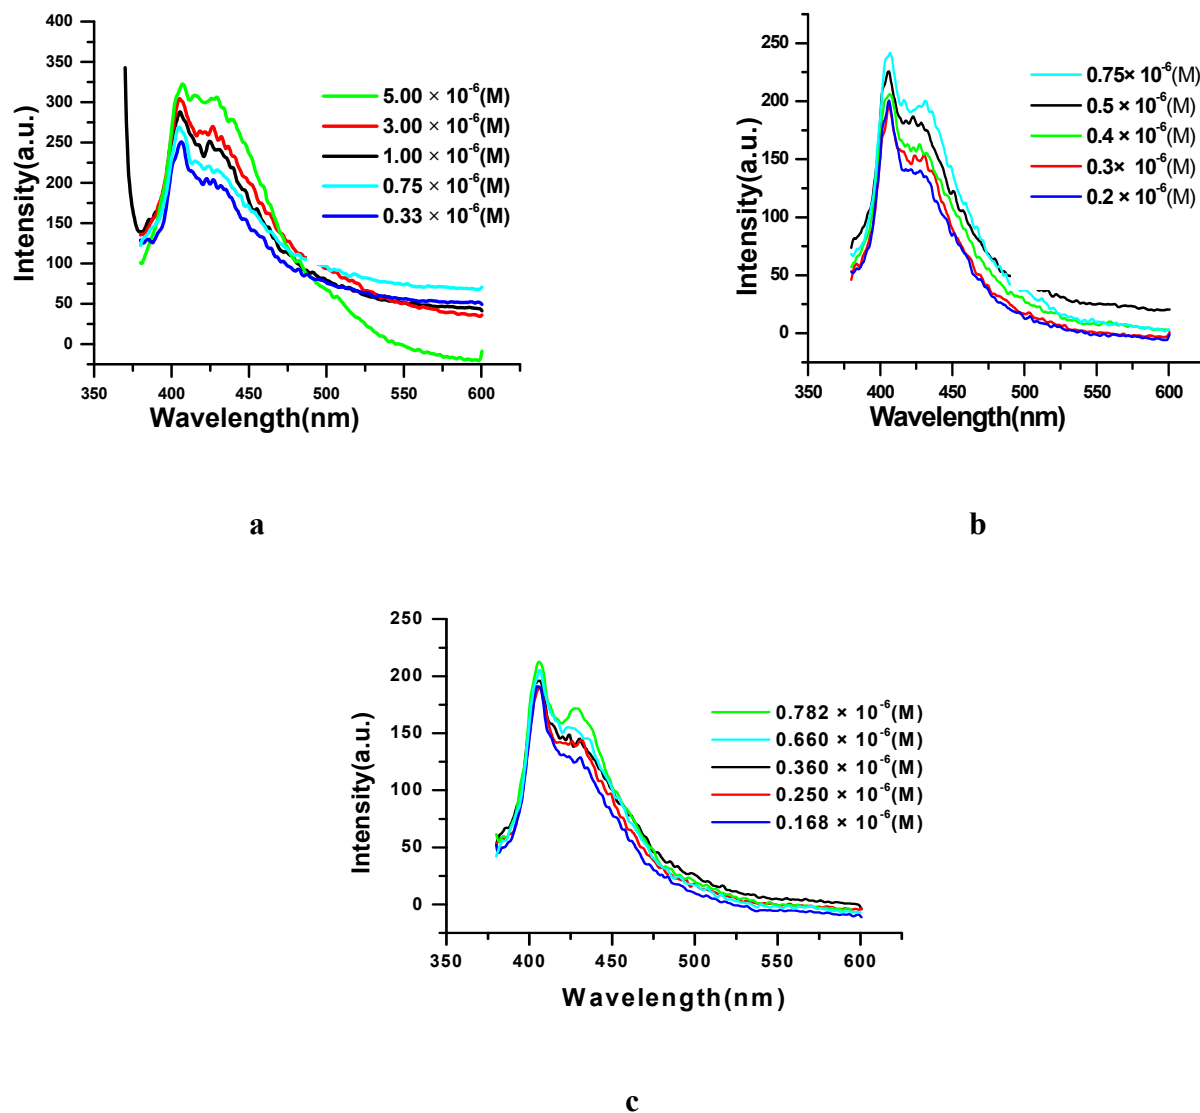 400
350
300
250
200
150
100
50
0
350 400 450 500 550 600
Intensity(a.u.)
Wavelength(nm)
5.00 × 10⁻⁶(M)
3.00 × 10⁻⁶(M)
1.00 × 10⁻⁶(M)
0.75 × 10⁻⁶(M)
0.33 × 10⁻⁶(M)
a
250
200
150
100
50
0
350 400 450 500 550 600
Intensity(a.u.)
Wavelength(nm)
0.75× 10⁻⁶(M)
0.5 × 10⁻⁶(M)
0.4 × 10⁻⁶(M)
0.3× 10⁻⁶(M)
0.2 × 10⁻⁶(M)
b
250
200
150
100
50
0
350 400 450 500 550 600
Intensity(a.u.)
Wavelength(nm)
0.782 × 10⁻⁶(M)
0.660 × 10⁻⁶(M)
0.360 × 10⁻⁶(M)
0.250 × 10⁻⁶(M)
0.168 × 10⁻⁶(M)
c